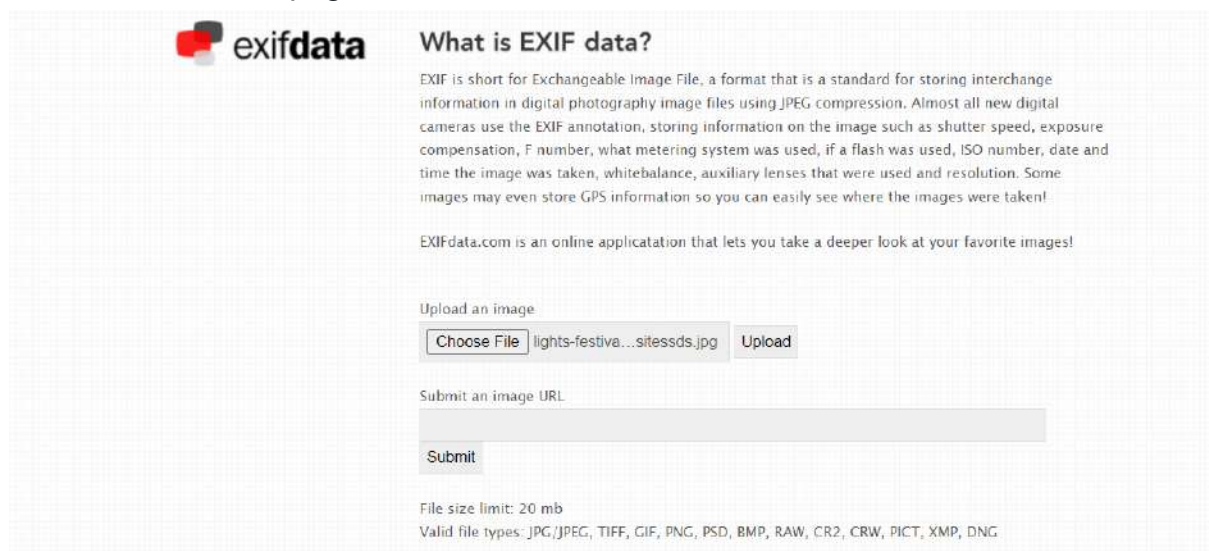 exifdata
What is EXIF data?
EXIF is short for Exchangeable Image File, a format that is a standard for storing interchange
information in digital photography image files using JPEG compression. Almost all new digital
cameras use the EXIF annotation, storing information on the image such as shutter speed, exposure
compensation, F number, what metering system was used, if a flash was used, ISO number, date and
time the image was taken, whitebalance, auxiliary lenses that were used and resolution. Some
images may even store GPS information so you can easily see where the images were taken!
EXIFdata.com is an online applicatation that lets you take a deeper look at your favorite images!
Upload an image
Choose File lights-festiva...sitessds.jpg Upload
Submit an image URL
Submit
File size limit: 20 mb
Valid file types: JPG/JPEG, TIFF, GIF, PNG, PSD, BMP, RAW, CR2, CRW, PICT, XMP, DNG